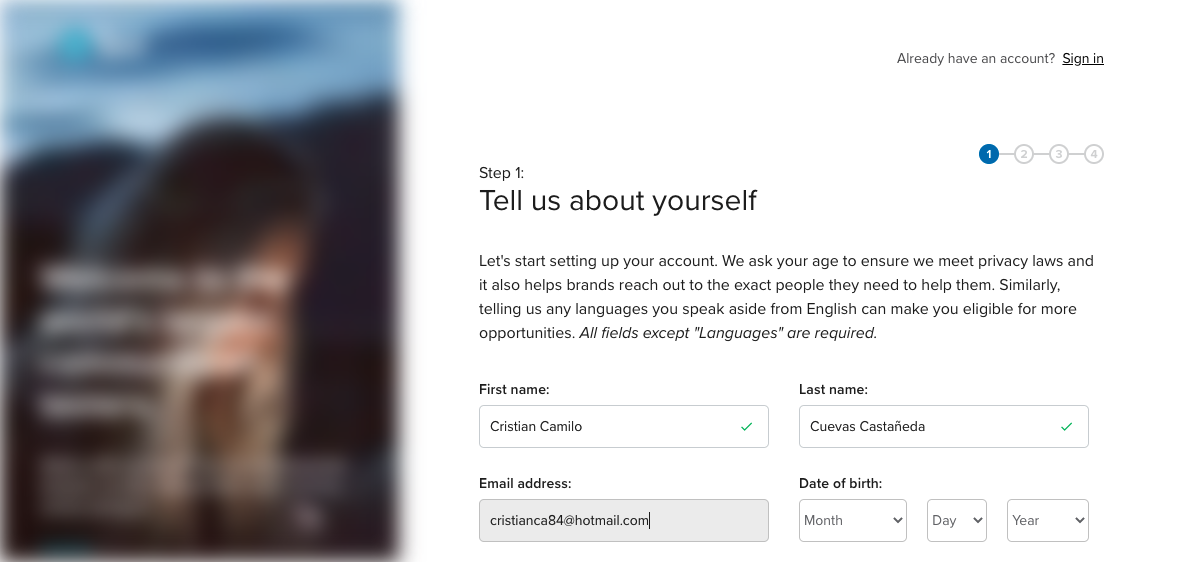 Already have an account? Sign in
1 2 3 4
Step 1:
Tell us about yourself
Let's start setting up your account. We ask your age to ensure we meet privacy laws and
it also helps brands reach out to the exact people they need to help them. Similarly,
telling us any languages you speak aside from English can make you eligible for more
opportunities. All fields except "Languages" are required.
First name:
Last name:
Cristian Camilo
Cuevas Castañeda
Email address:
Date of birth:
cristianca84@hotmail.com
Month
Day
Year